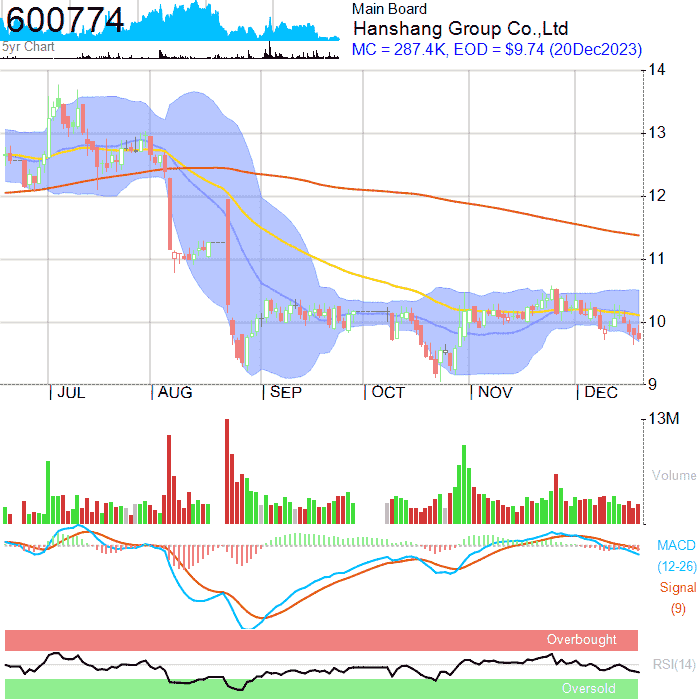 600774
5yr Chart
Main Board
Hanshang Group Co.,Ltd
MC = 287.4K, EOD = $9.74 (20Dec2023)
14
13
12
11
10
9
JUL AUG SEP OCT NOV DEC
13M
Volume
MACD
(12-26)
Signal
(9)
Overbought
RSI(14)
Oversold